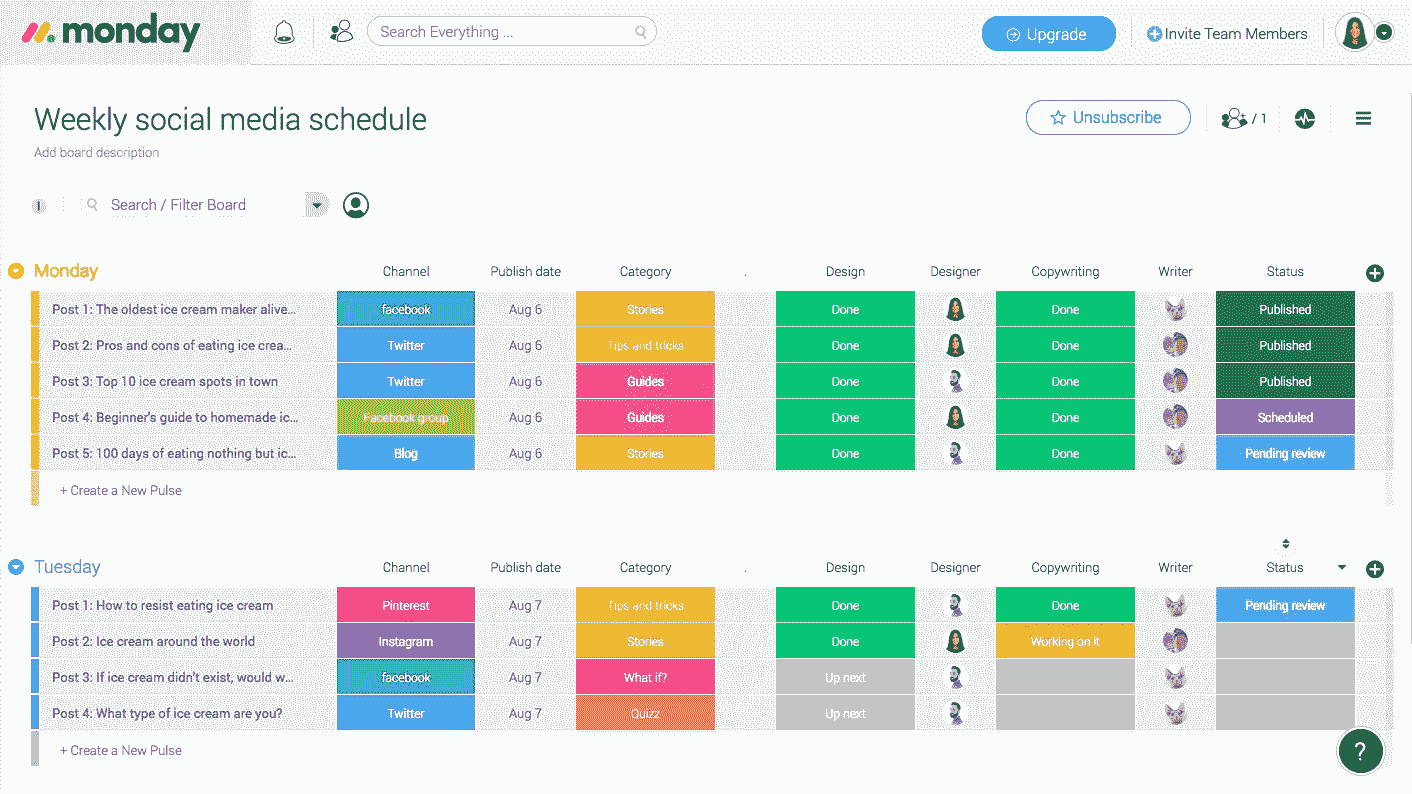 monday
Search Everything ...
Upgrade
Invite Team Members
Weekly social media schedule
Unsubscribe
/ 1
Add board description
Search / Filter Board
Monday Channel Publish date Category . Design Designer Copywriting Writer Status
Post 1: The oldest ice cream maker alive... facebook Aug 6 Stories Done Done Published
Post 2: Pros and cons of eating ice crea... Twitter Aug 6 Tips and tricks Done Done Published
Post 3: Top 10 ice cream spots in town Twitter Aug 6 Guides Done Done Published
Post 4: Beginner's guide to homemade ic... Facebook group Aug 6 Guides Done Done Scheduled
Post 5: 100 days of eating nothing but ic... Blog Aug 6 Stories Done Done Pending review
+ Create a New Pulse
Tuesday Channel Publish date Category . Design Designer Copywriting Writer Status
Post 1: How to resist eating ice cream Pinterest Aug 7 Tips and tricks Done Done Pending review
Post 2: Ice cream around the world Instagram Aug 7 Stories Done Working on it
Post 3: If ice cream didn't exist, would w... facebook Aug 7 What if? Up next
Post 4: What type of ice cream are you? Twitter Aug 7 Quizz Up next
+ Create a New Pulse
?